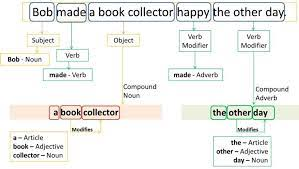 Bob made a book collector happy the other day.
Subject
Verb
Object
Verb Modifier
Verb Modifier
Bob - Noun
made - Verb
made - Adverb
Compound Noun
Compound Adverb
a book collector
the other day
Modifies
Modifies
a – Article
book – Adjective
collector – Noun
the – Article
other – Adjective
day – Noun